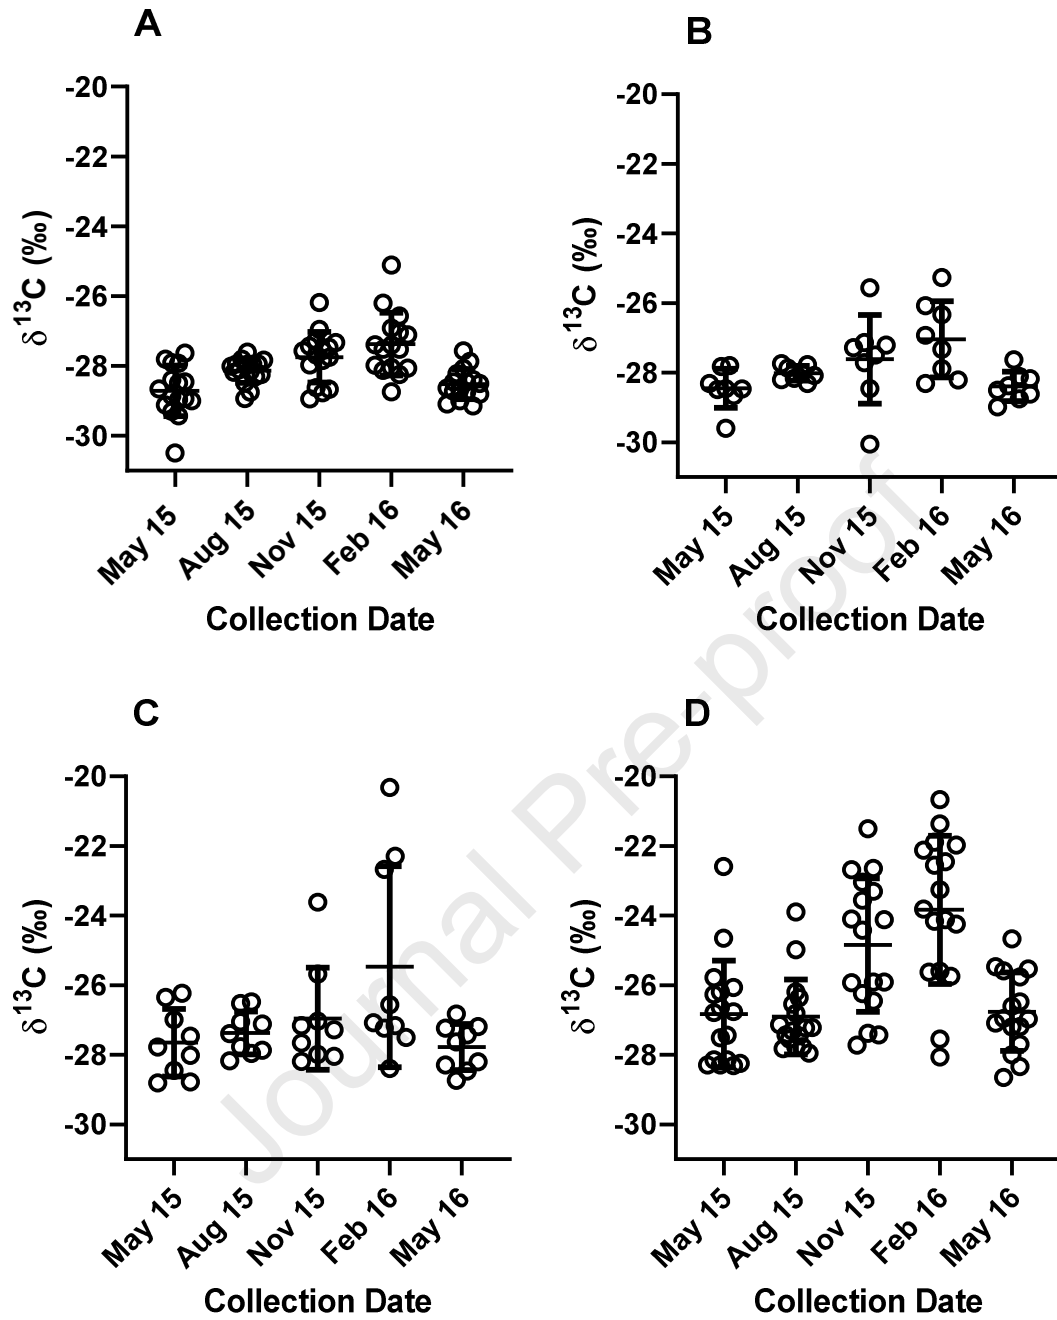 A
-20
-22
-24
-26
-28
-30
δ¹³C (‰)
May 15
Aug 15
Nov 15
Feb 16
May 16
Collection Date
B
-20
-22
-24
-26
-28
-30
δ¹³C (‰)
May 15
Aug 15
Nov 15
Feb 16
May 16
Collection Date
C
-20
-22
-24
-26
-28
-30
δ¹³C (‰)
May 15
Aug 15
Nov 15
Feb 16
May 16
Collection Date
D
-20
-22
-24
-26
-28
-30
δ¹³C (‰)
May 15
Aug 15
Nov 15
Feb 16
May 16
Collection Date
Journal Pre-proof